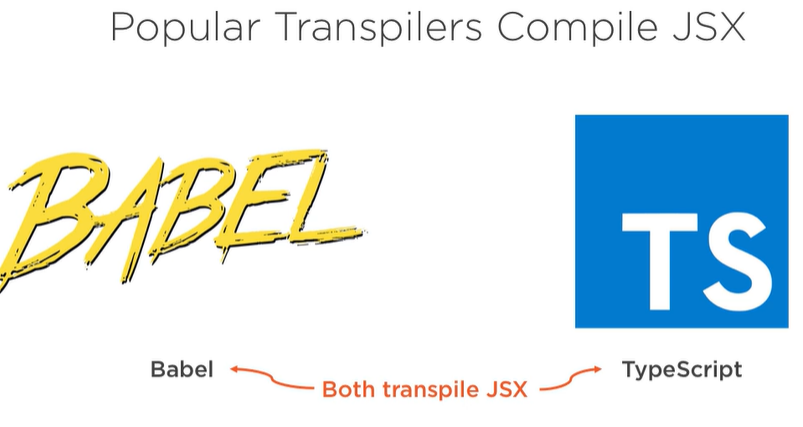 Popular Transpilers Compile JSX
BABEL
TS
Babel
Both transpile JSX
TypeScript